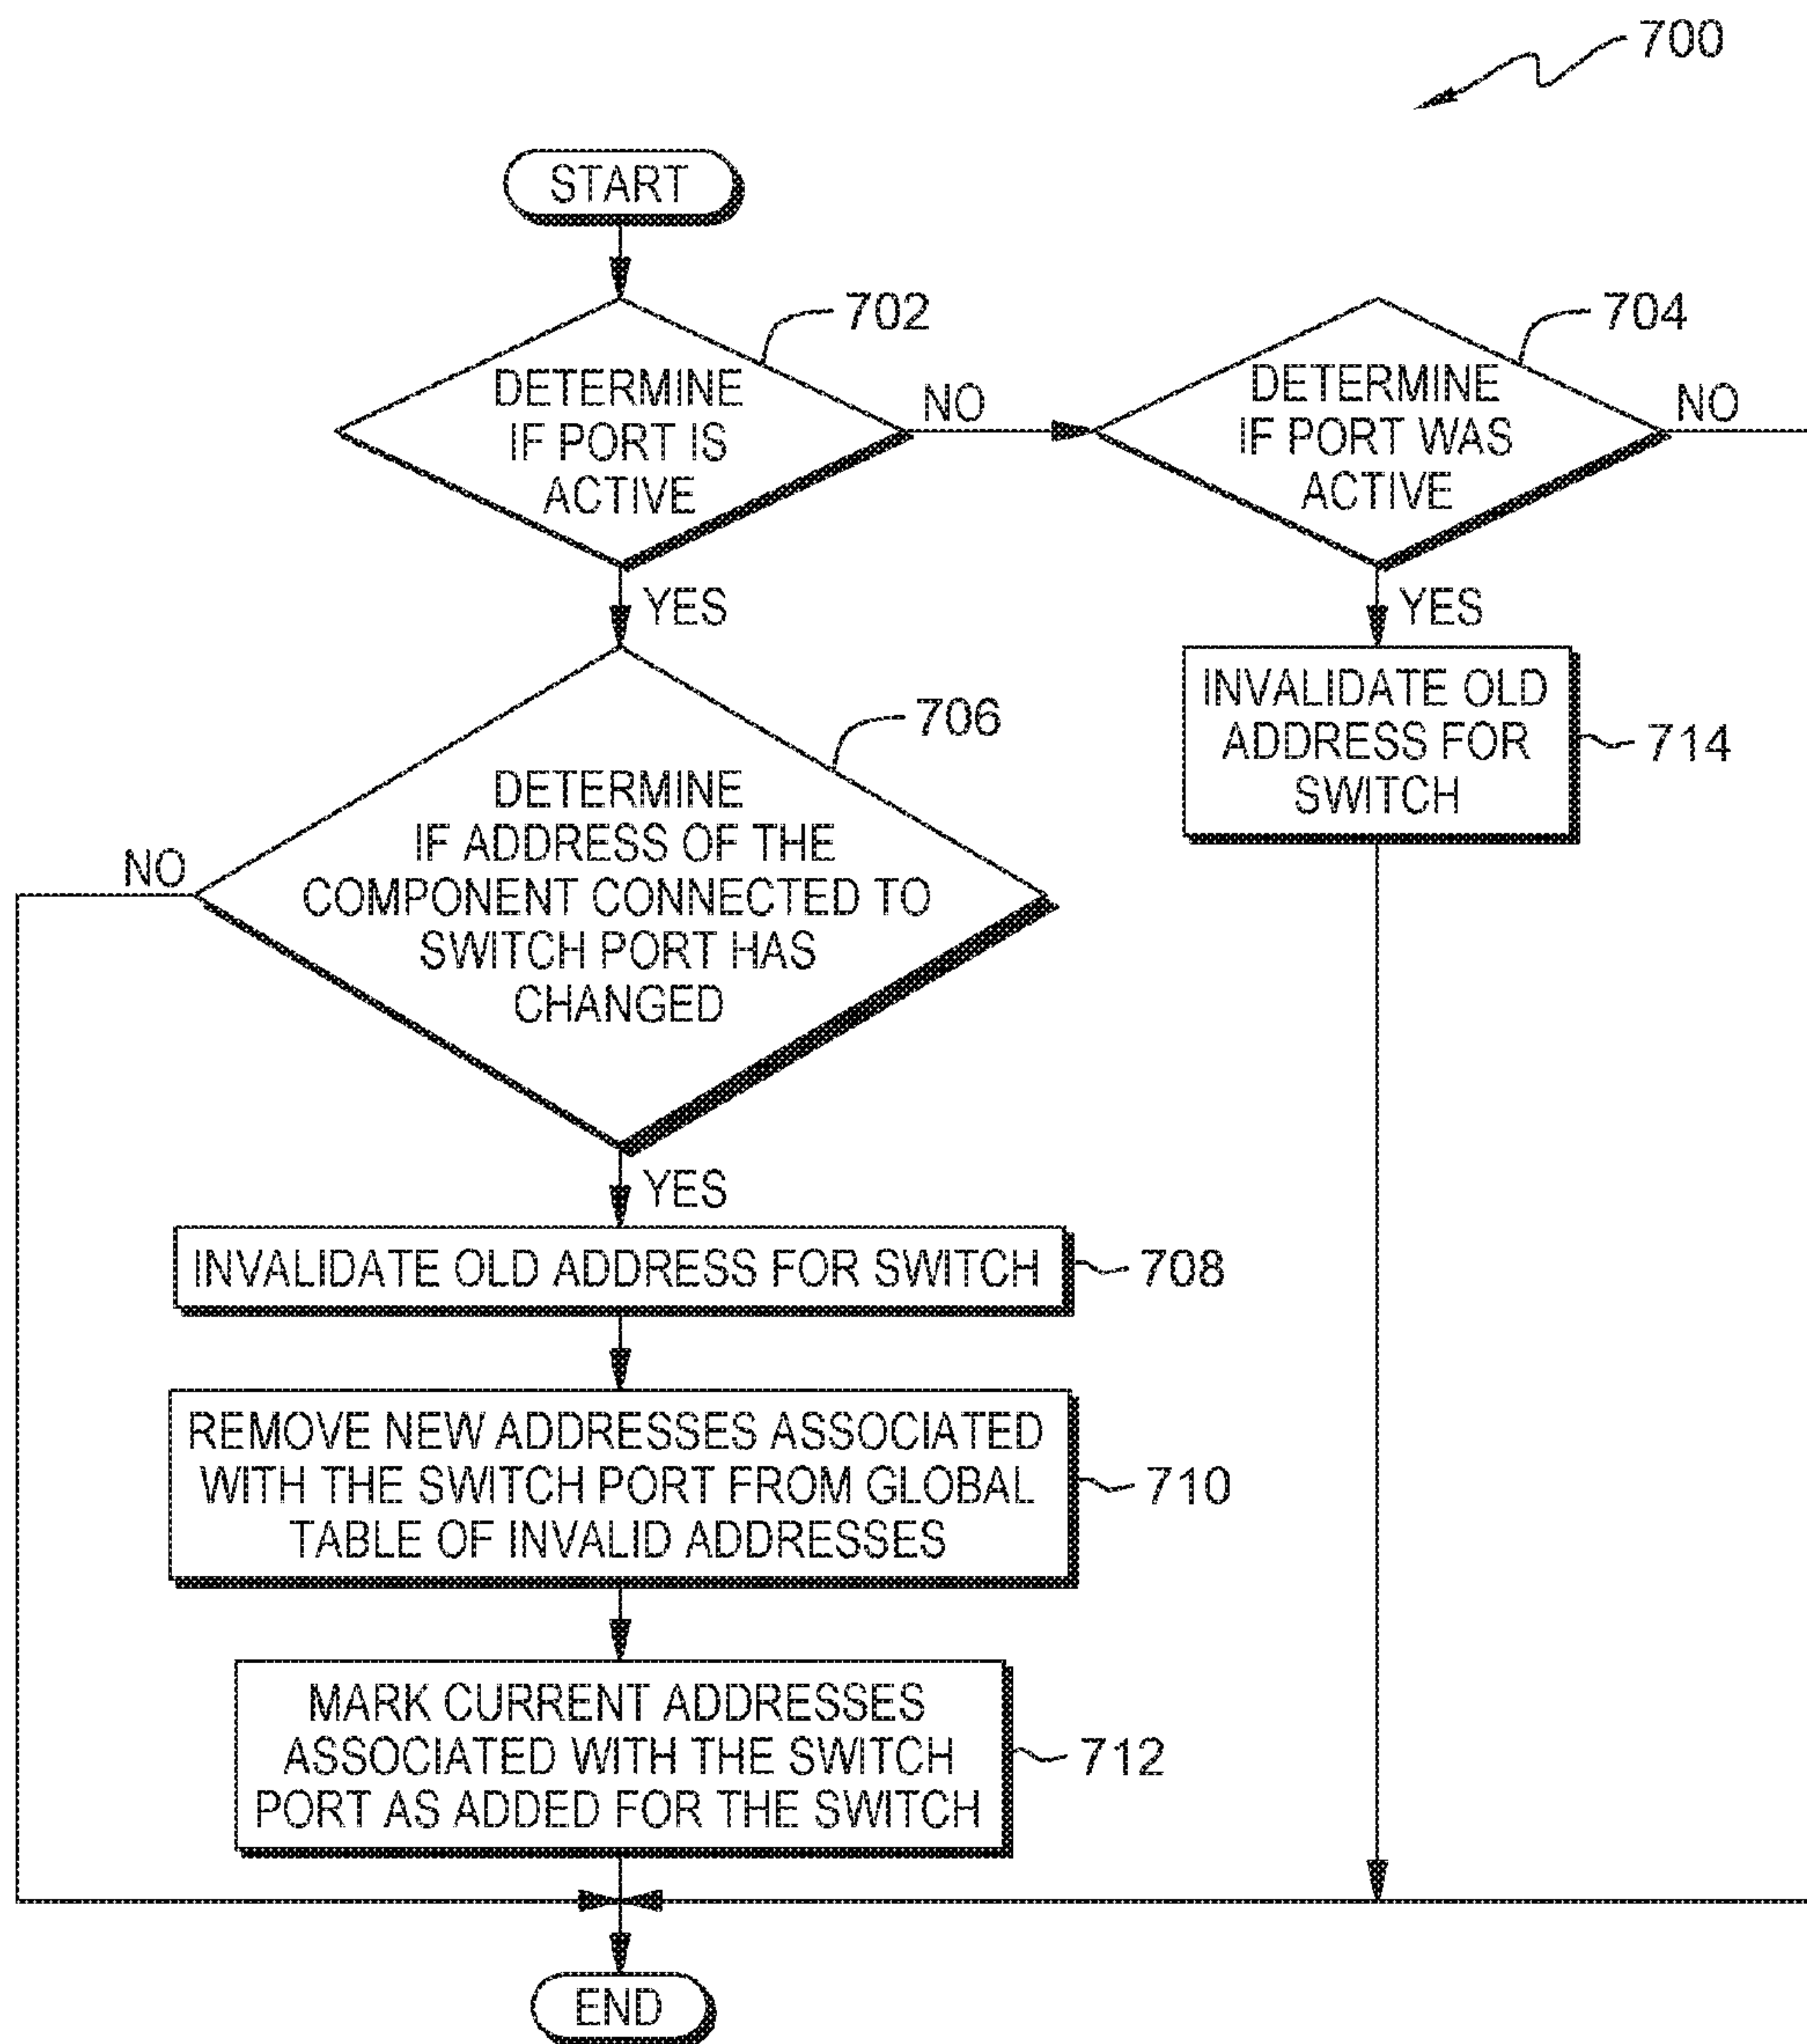 700
START
702
DETERMINE
IF PORT IS
ACTIVE
NO
704
DETERMINE
IF PORT WAS
ACTIVE
NO
YES
YES
INVALIDATE OLD
ADDRESS FOR
SWITCH
714
706
DETERMINE
IF ADDRESS OF THE
COMPONENT CONNECTED TO
SWITCH PORT HAS
CHANGED
NO
YES
INVALIDATE OLD ADDRESS FOR SWITCH
708
REMOVE NEW ADDRESSES ASSOCIATED
WITH THE SWITCH PORT FROM GLOBAL
TABLE OF INVALID ADDRESSES
710
MARK CURRENT ADDRESSES
ASSOCIATED WITH THE SWITCH
PORT AS ADDED FOR THE SWITCH
712
END